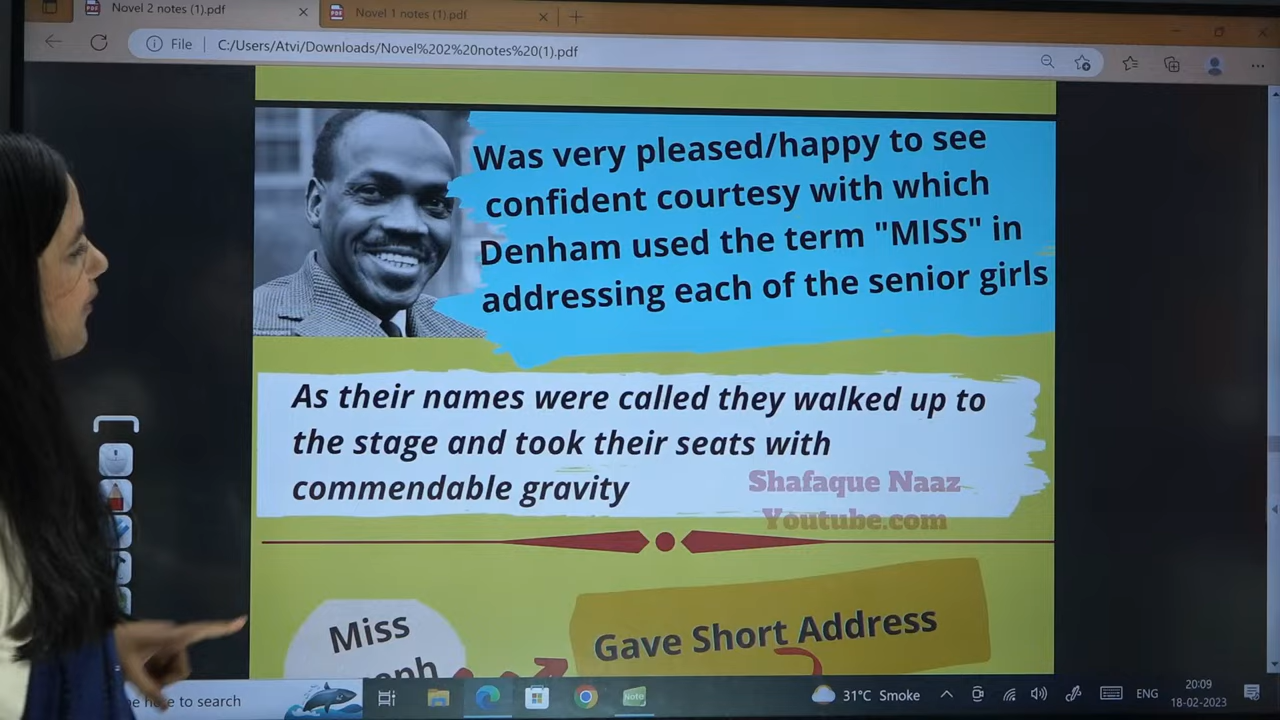 Novel 2 notes (1).pdf
Novel 1 notes (1).pdf
File
C:/Users/Atvi/Downloads/Novel%202%20notes%20(1).pdf
Was very pleased/happy to see
confident courtesy with which
Denham used the term "MISS" in
addressing each of the senior girls
As their names were called they walked up to
the stage and took their seats with
commendable gravity
Shafaque Naaz
Youtube.com
Miss
Gave Short Address
to search
31°C Smoke
ENG
20:09
18-02-2023